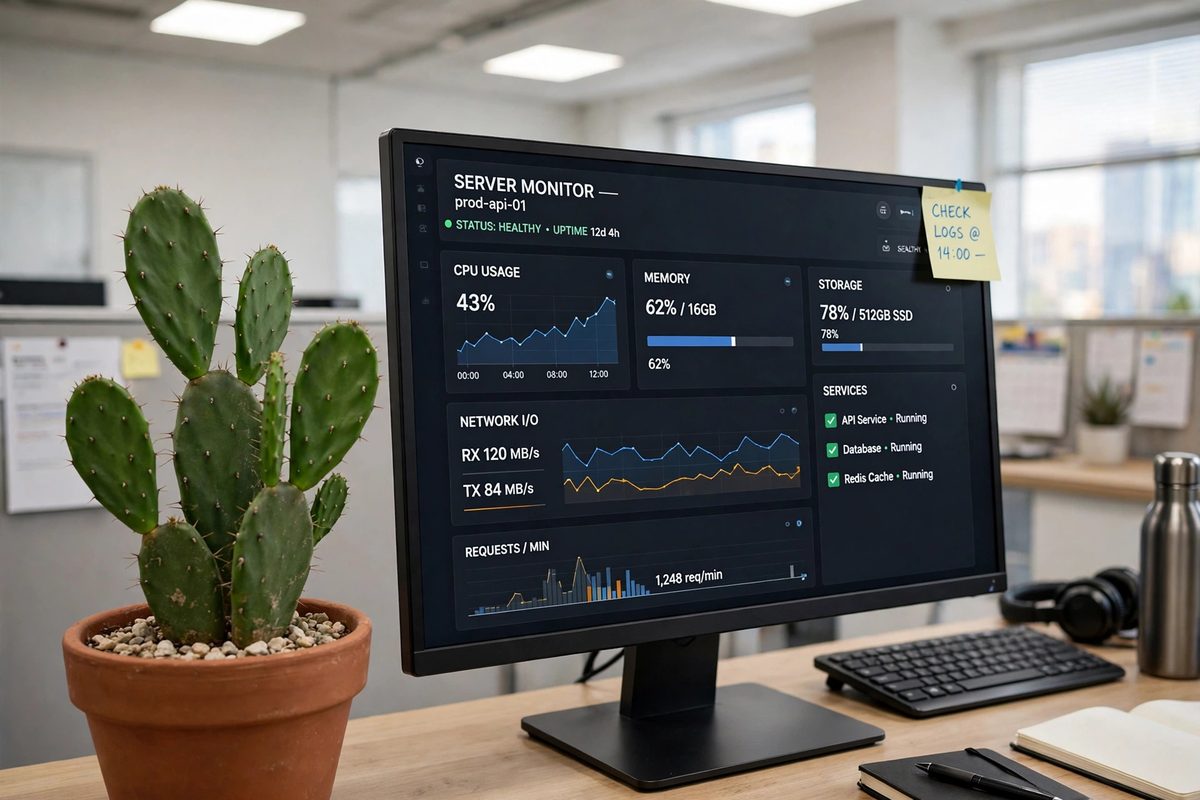 SERVER MONITOR —
prod-api-01
STATUS: HEALTHY • UPTIME 12d 4h
CHECK
LOGS @
14:00 —
CPU USAGE
43%
00:00 04:00 08:00 12:00
MEMORY
62% / 16GB
62%
STORAGE
78% / 512GB SSD
78%
NETWORK I/O
RX 120 MB/s
TX 84 MB/s
SERVICES
API Service • Running
Database • Running
Redis Cache • Running
REQUESTS / MIN
1,248 req/min